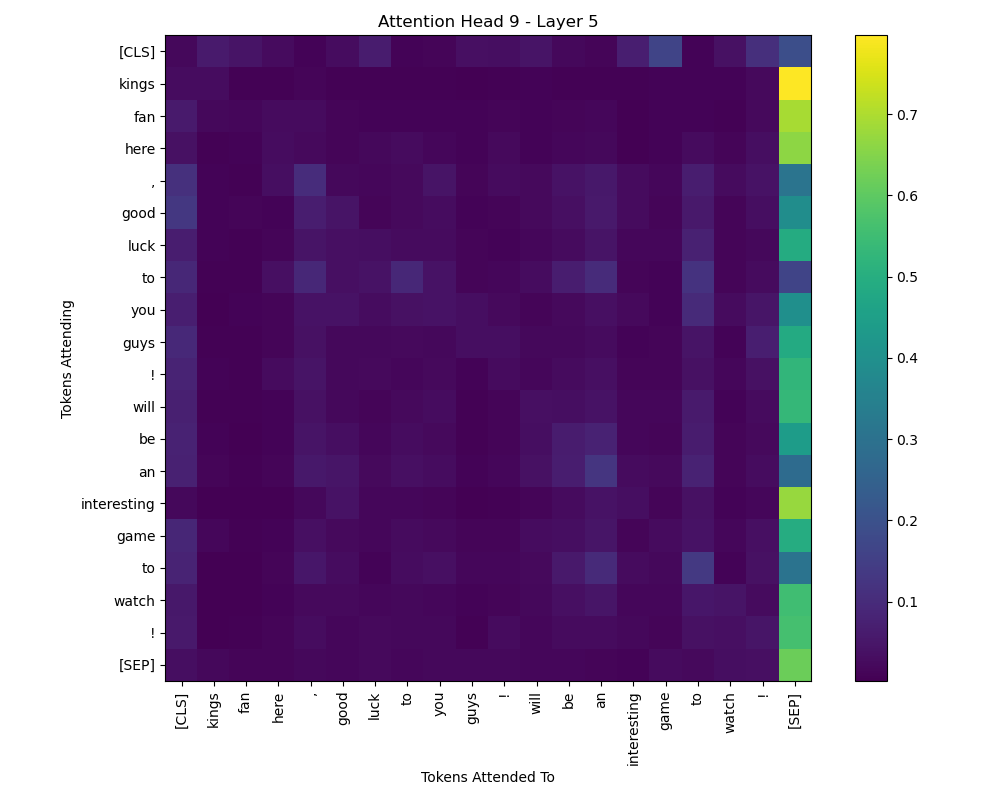 Attention Head 9 - Layer 5
[CLS]
kings
fan
here
,
good
luck
to
you
guys
!
will
be
an
interesting
game
to
watch
!
[SEP]
Tokens Attending
[CLS]
kings
fan
here
,
good
luck
to
you
guys
!
will
be
an
interesting
game
to
watch
!
[SEP]
Tokens Attended To
0.7
0.6
0.5
0.4
0.3
0.2
0.1